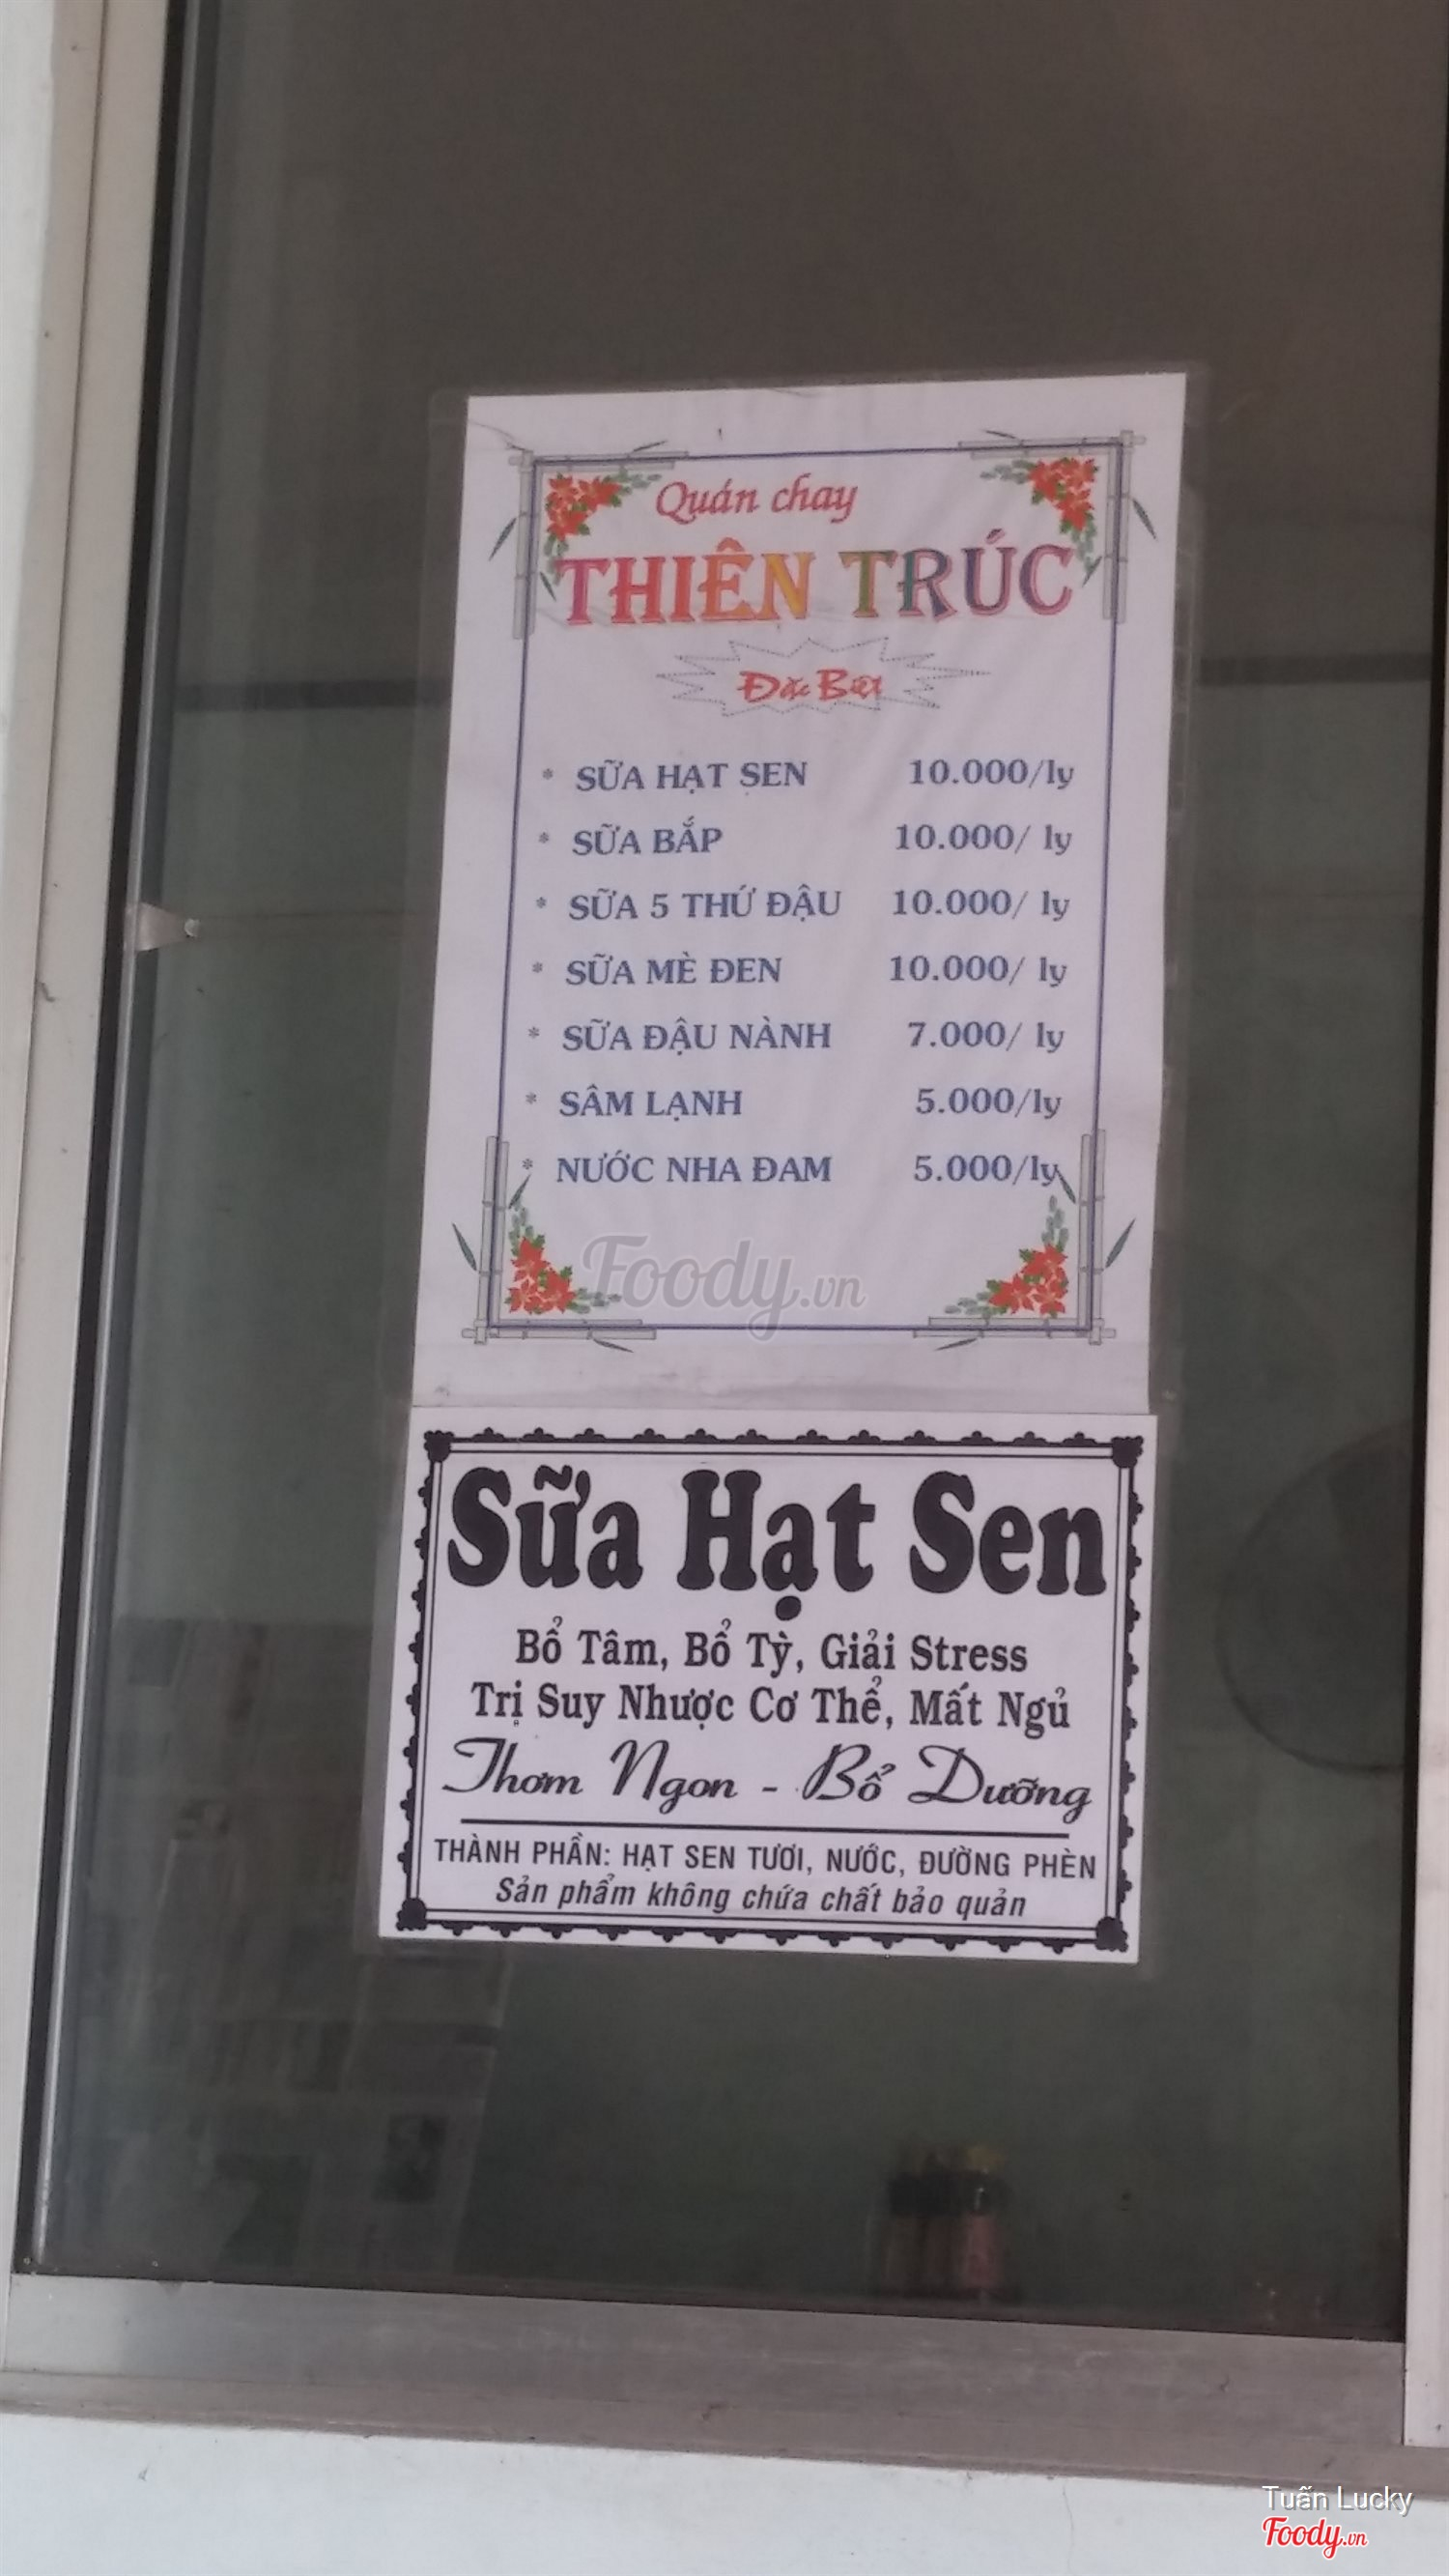 Quán chay
THIÊN TRÚC
Đặc Biệt
* SỮA HẠT SEN 10.000/ly
* SỮA BẮP 10.000/ ly
* SỮA 5 THỨ ĐẬU 10.000/ ly
* SỮA MÈ ĐEN 10.000/ ly
* SỮA ĐẬU NÀNH 7.000/ ly
* SÂM LẠNH 5.000/ly
* NƯỚC NHA ĐAM 5.000/ly
Foody.vn
Sữa Hạt Sen
Bổ Tâm, Bổ Tỳ, Giải Stress
Trị Suy Nhược Cơ Thể, Mất Ngủ
Thơm Ngon - Bổ Dưỡng
THÀNH PHẦN: HẠT SEN TƯƠI, NƯỚC, ĐƯỜNG PHÈN
Sản phẩm không chứa chất bảo quản
Tuấn Lucky
Foody.vn